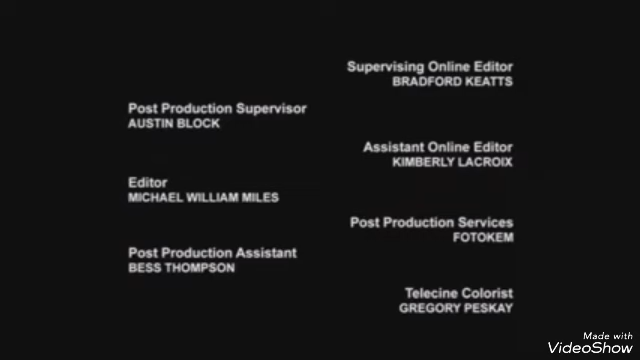 Post Production Supervisor
AUSTIN BLOCK
Editor
MICHAEL WILLIAM MILES
Post Production Assistant
BESS THOMPSON
Supervising Online Editor
BRADFORD KEATTS
Assistant Online Editor
KIMBERLY LACROIX
Post Production Services
FOTOKEM
Telecine Colorist
GREGORY PESKAY
Made with
VideoShow